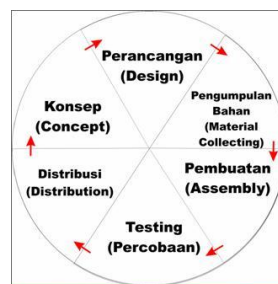 Perancangan
(Design)
Pengumpulan
Bahan
(Material
Collecting)
Pembuatan
(Assembly)
Testing
(Percobaan)
Distribusi
(Distribution)
Konsep
(Concept)